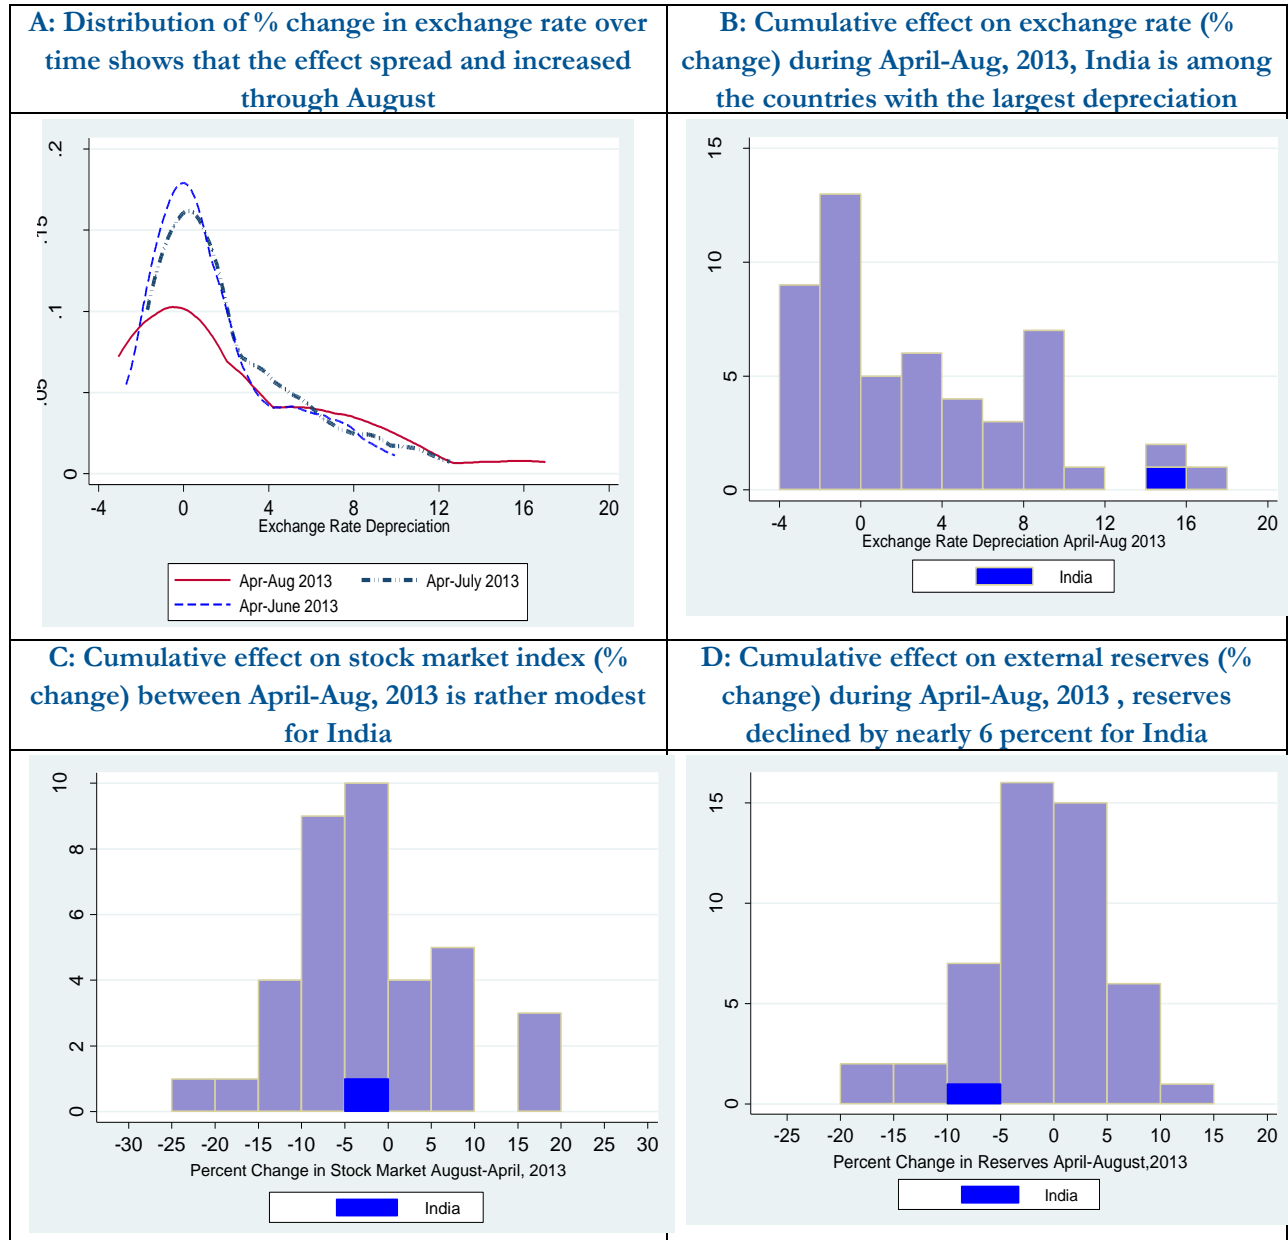 A: Distribution of % change in exchange rate over
time shows that the effect spread and increased
through August
.2
.15
.1
.05
0
-4 0 4 8 12 16 20
Exchange Rate Depreciation
Apr-Aug 2013 Apr-July 2013
Apr-June 2013
B: Cumulative effect on exchange rate (%
change) during April-Aug, 2013, India is among
the countries with the largest depreciation
15
10
5
0
-4 0 4 8 12 16 20
Exchange Rate Depreciation April-Aug 2013
India
C: Cumulative effect on stock market index (%
change) between April-Aug, 2013 is rather modest
for India
10
8
6
4
2
0
-30 -25 -20 -15 -10 -5 0 5 10 15 20 25 30
Percent Change in Stock Market August-April, 2013
India
D: Cumulative effect on external reserves (%
change) during April-Aug, 2013 , reserves
declined by nearly 6 percent for India
15
10
5
0
-25 -20 -15 -10 -5 0 5 10 15 20
Percent Change in Reserves April-August,2013
India